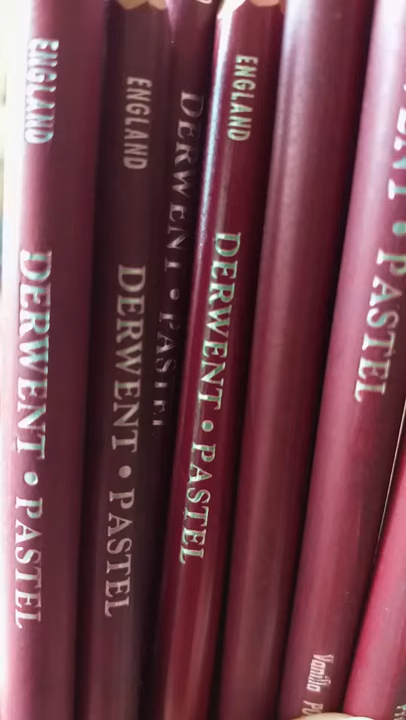 ENGLAND DERWENT • PASTEL
ENGLAND DERWENT • PASTEL
DERWENT • PASTEL
ENGLAND DERWENT • PASTEL
PASTEL
Vanilla